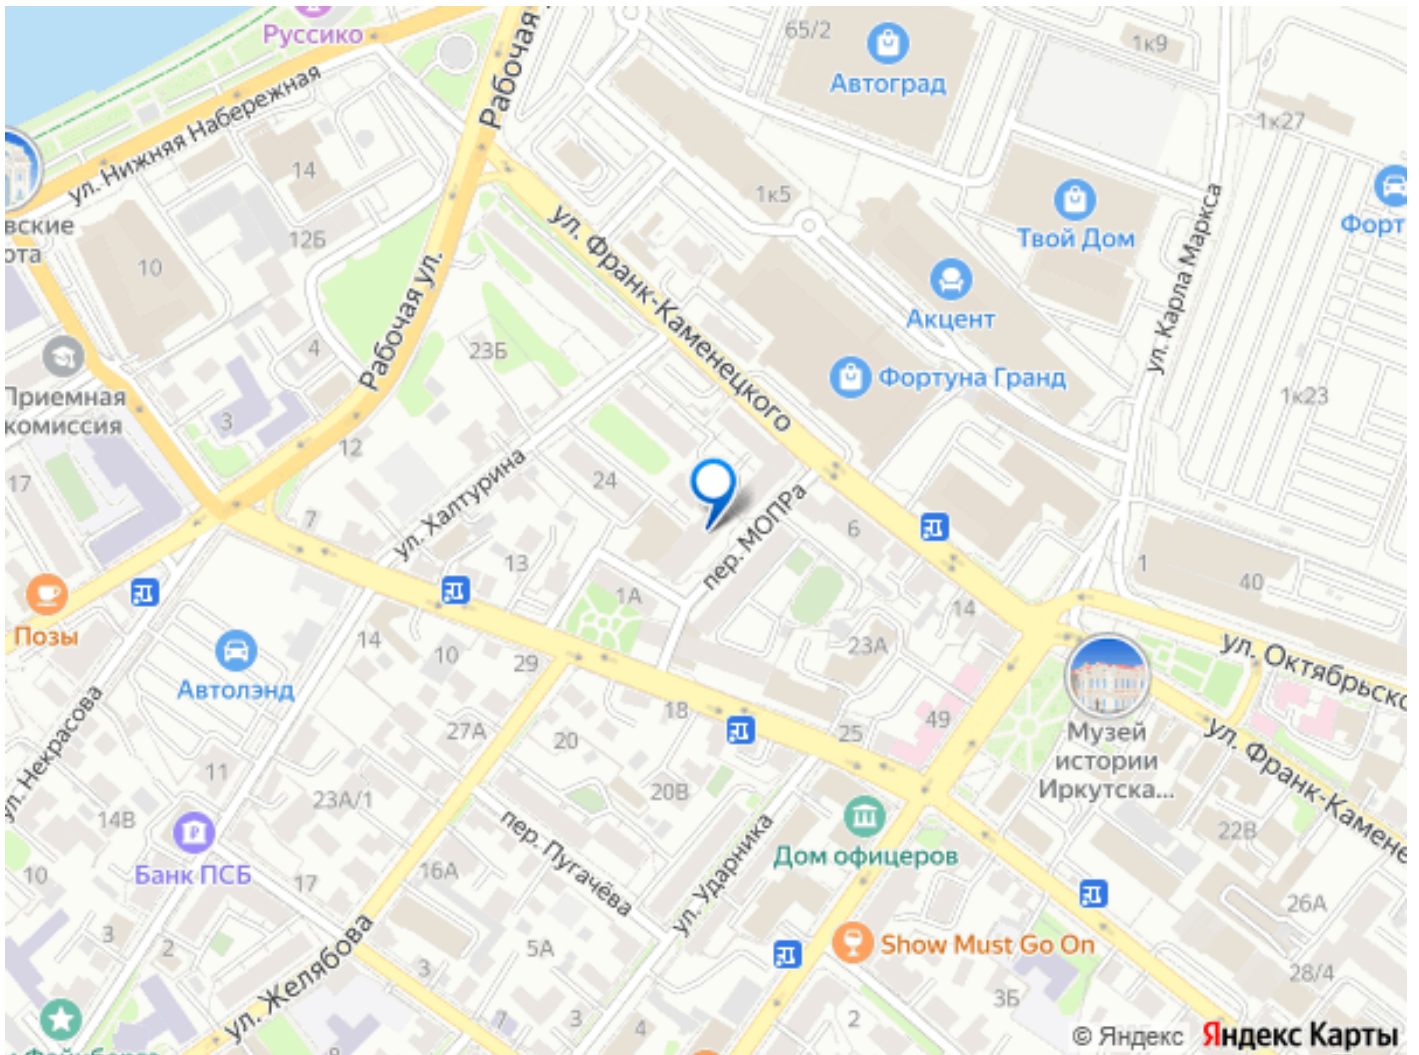 Руссико
Рабочая
65/2
Автоград
1к9
ул. Нижняя Набережная
14
1к27
1к5
вские
ота
12Б
10
Твой Дом
Форт
ул. Франк-Каменецкого
ул. Карла Маркса
Рабочая ул.
Акцент
4
23Б
Фортуна Гранд
Приемная
комиссия
3
12
1к23
17
24
ул. Халтурина
7
пер. МОПРа
6
13
1
40
1А
14
Позы
14
10
29
23А
ул. Октябрьско
Автолэнд
ул. Некрасова
27А
18
20
25
49
Музей
истории
Иркутска...
ул. Франк-Камене
11
23А/1
20В
14В
пер. Пугачёва
ул. Ударника
22В
Дом офицеров
10
Банк ПСБ
17
16А
26А
3
2
5А
Show Must Go On
ул. Желябова
3
28/4
3Б
7
3
4
2
© Яндекс Яндекс Карты